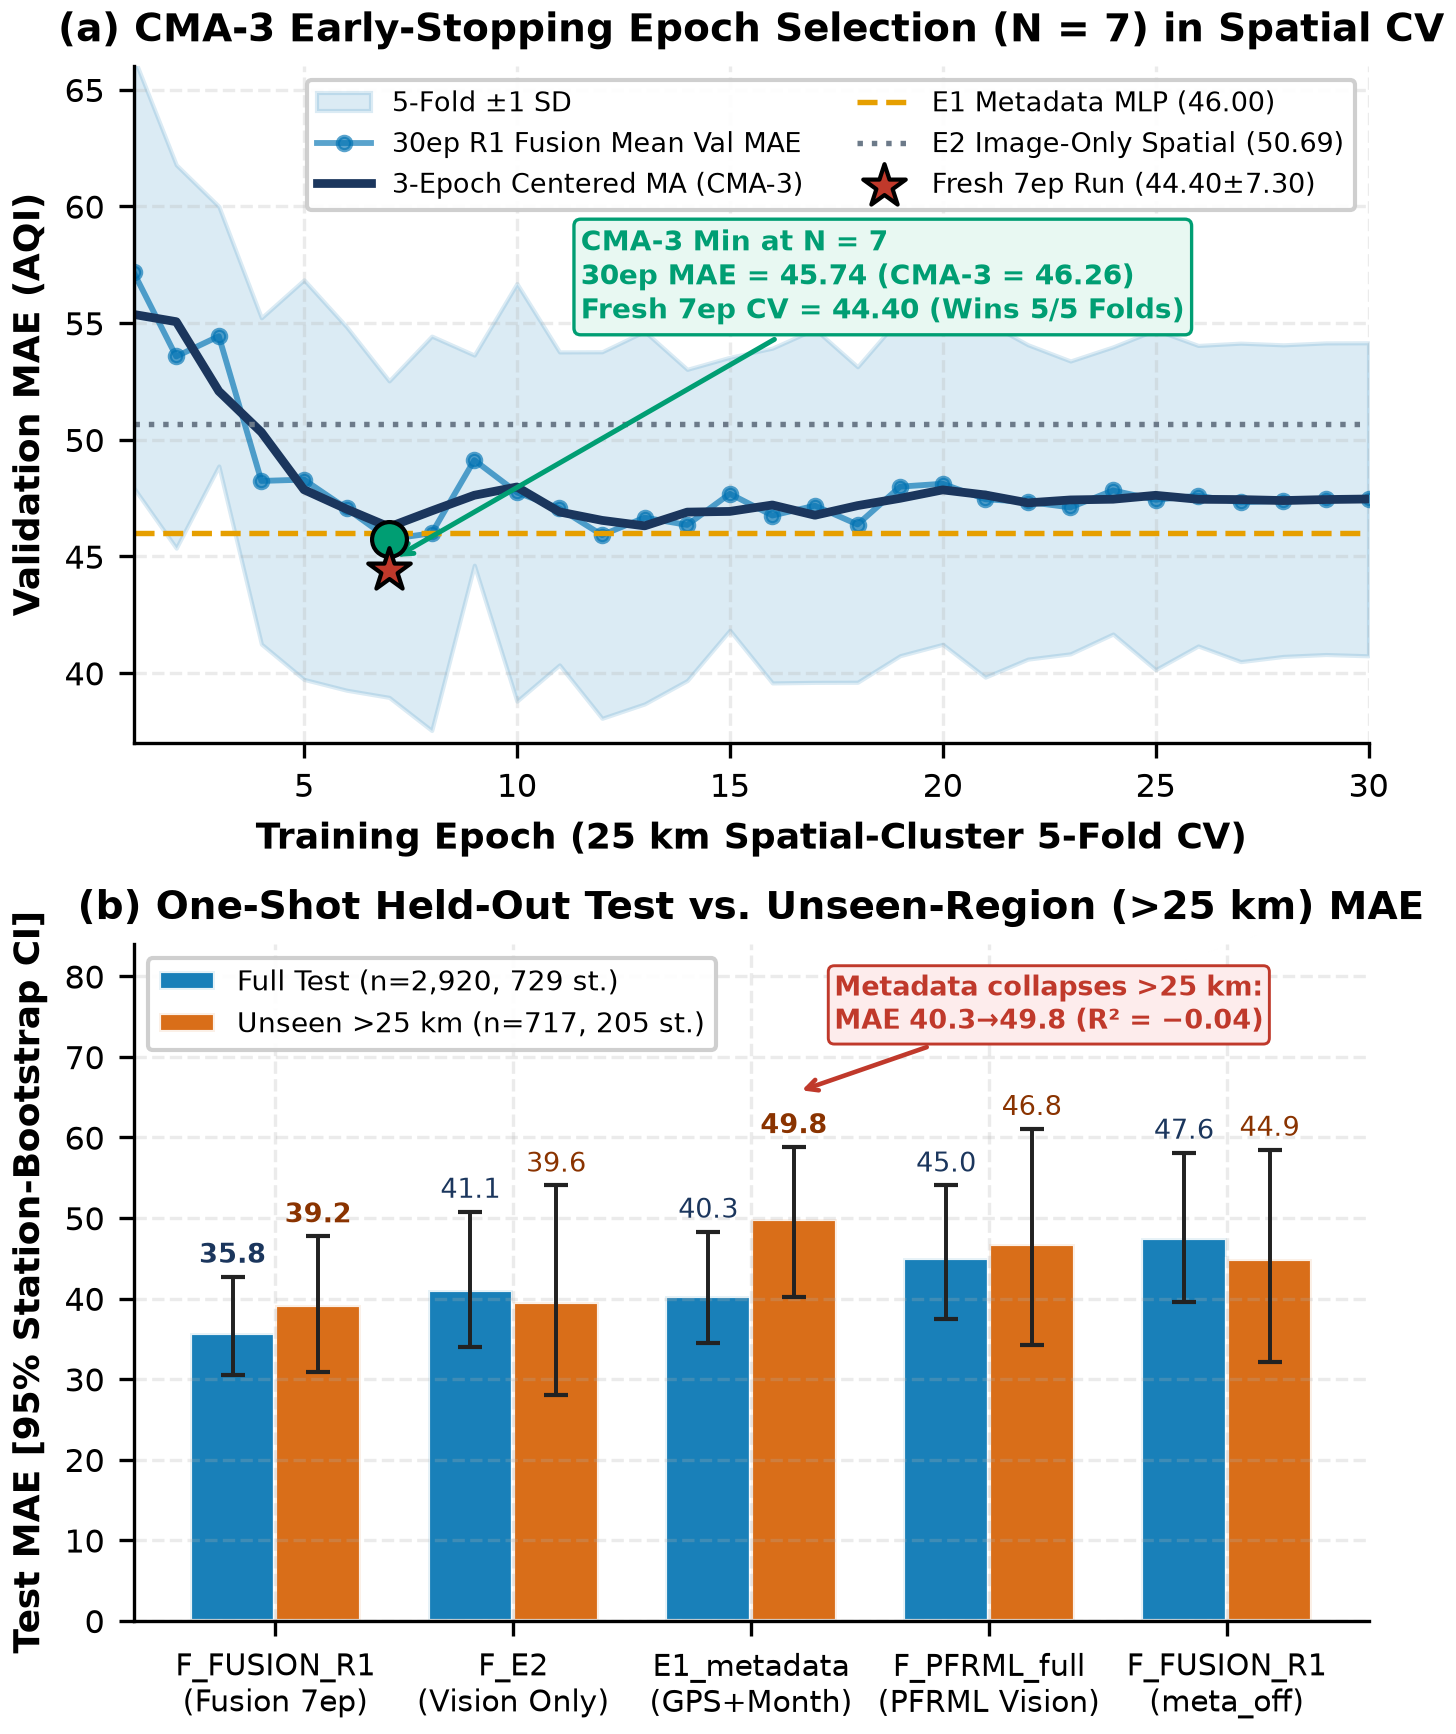 (a) CMA-3 Early-Stopping Epoch Selection (N = 7) in Spatial CV
Validation MAE (AQI)
65
60
55
50
45
40
5-Fold ±1 SD
30ep R1 Fusion Mean Val MAE
3-Epoch Centered MA (CMA-3)
E1 Metadata MLP (46.00)
E2 Image-Only Spatial (50.69)
Fresh 7ep Run (44.40±7.30)
CMA-3 Min at N = 7
30ep MAE = 45.74 (CMA-3 = 46.26)
Fresh 7ep CV = 44.40 (Wins 5/5 Folds)
5 10 15 20 25 30
Training Epoch (25 km Spatial-Cluster 5-Fold CV)
(b) One-Shot Held-Out Test vs. Unseen-Region (>25 km) MAE
Test MAE [95% Station-Bootstrap CI]
80
70
60
50
40
30
20
10
0
Full Test (n=2,920, 729 st.)
Unseen >25 km (n=717, 205 st.)
Metadata collapses >25 km:
MAE 40.3→49.8 (R² = −0.04)
35.8 39.2 41.1 39.6 40.3 49.8 45.0 46.8 47.6 44.9
F_FUSION_R1
(Fusion 7ep)
F_E2
(Vision Only)
E1_metadata
(GPS+Month)
F_PFRML_full
(PFRML Vision)
F_FUSION_R1
(meta_off)